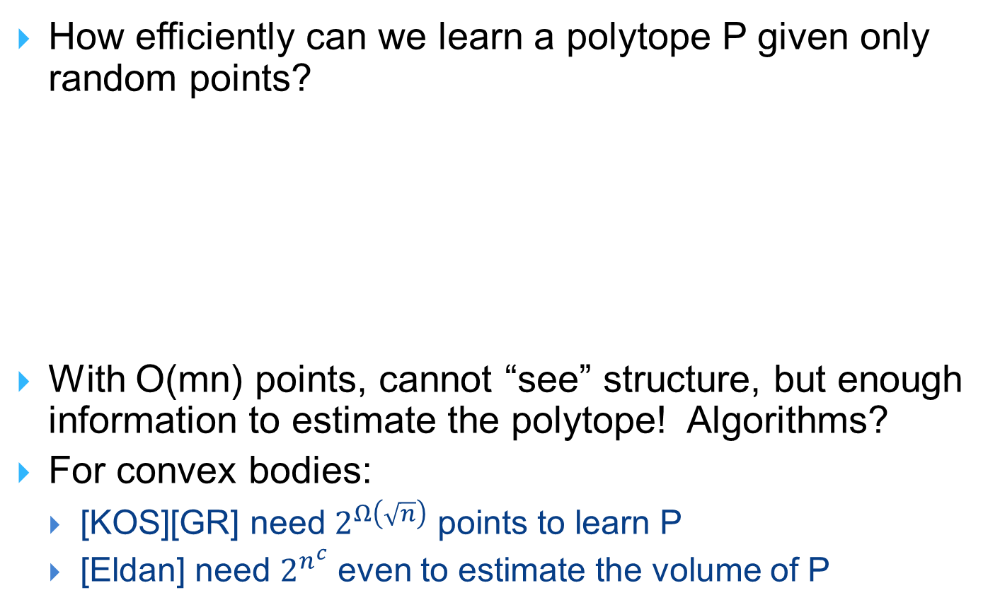 How efficiently can we learn a polytope P given only
random points?
With O(mn) points, cannot “see” structure, but enough
information to estimate the polytope!  Algorithms?
For convex bodies:
[KOS][GR] need 2^{Ω(√n)} points to learn P
[Eldan] need 2^{n^c} even to estimate the volume of P